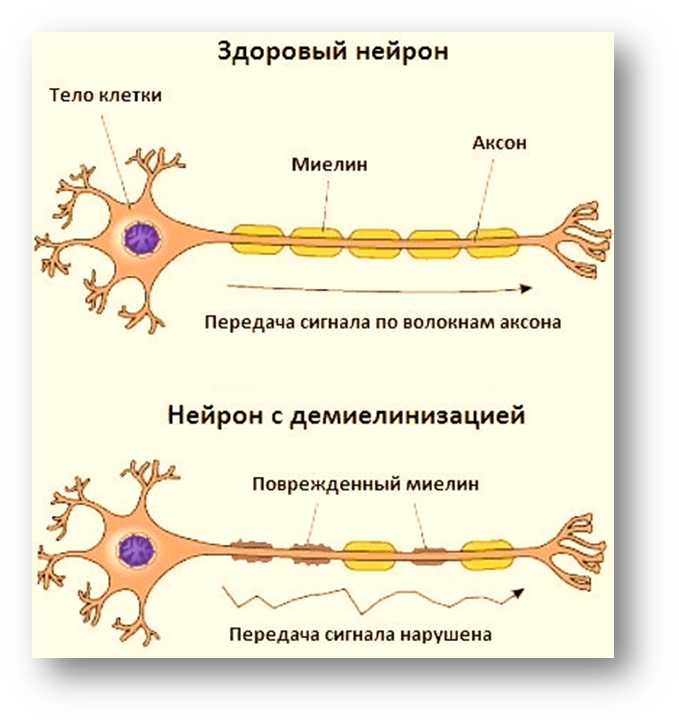 Здоровый нейрон
Тело клетки
Аксон
Миелин
Передача сигнала по волокнам аксона
Нейрон с демиелинизацией
Поврежденный миелин
Передача сигнала нарушена